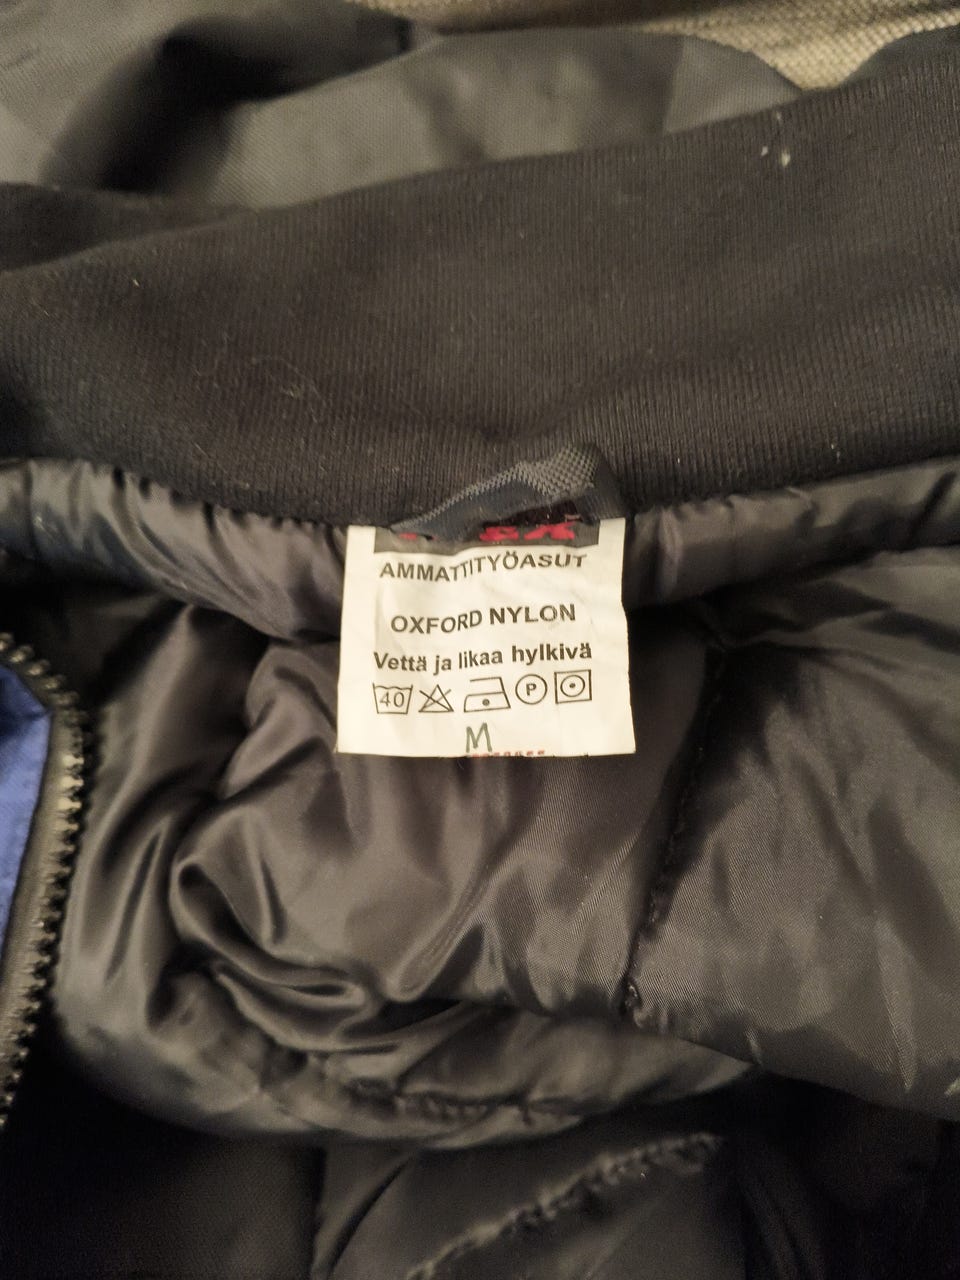 AMMATTITYÖASUT
OXFORD NYLON
Vettä ja likaa hylkivä
40 P
M